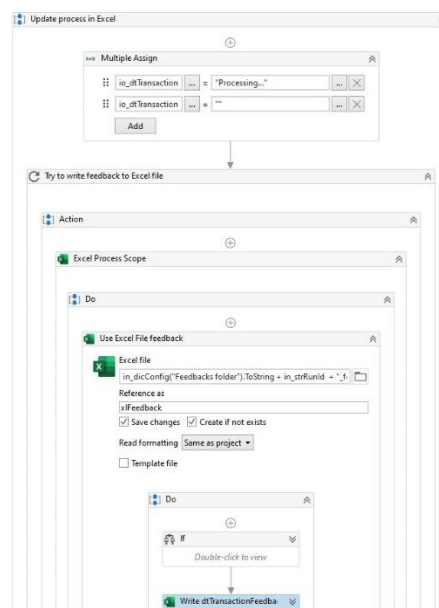 Update process in Excel
A=B Multiple Assign
io_dtTransaction ... = "Processing..." ...
io_dtTransaction ... = "" ...
Add
Try to write feedback to Excel file
Action
Excel Process Scope
Do
Use Excel File feedback
Excel file
in_dicConfig("Feedbacks folder").ToString + in_strRunId + "_f
Reference as
xlFeedback
Save changes Create if not exists
Read formatting Same as project
Template file
Do
If
Double-click to view
Write dtTransactionFeedba